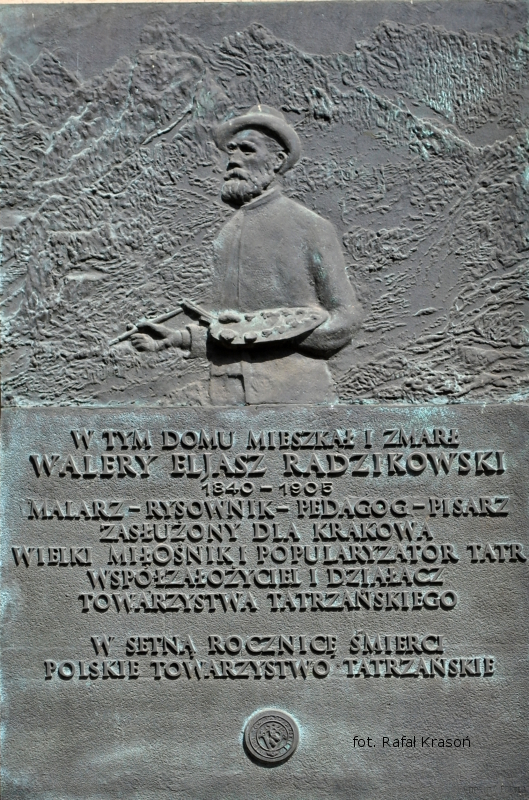 W TYM DOMU MIESZKAŁ I ZMARŁ
WALERY ELJASZ RADZIKOWSKI
1840 – 1905
MALARZ – RYSOWNIK – PEDAGOG – PISARZ
ZASŁUŻONY DLA KRAKOWA
WIELKI MIŁOŚNIK I POPULARYZATOR TATR
WSPÓŁZAŁOŻYCIEL I DZIAŁACZ
TOWARZYSTWA TATRZAŃSKIEGO
W SETNĄ ROCZNICĘ ŚMIERCI
POLSKIE TOWARZYSTWO TATRZAŃSKIE
fot. Rafał Krasoń